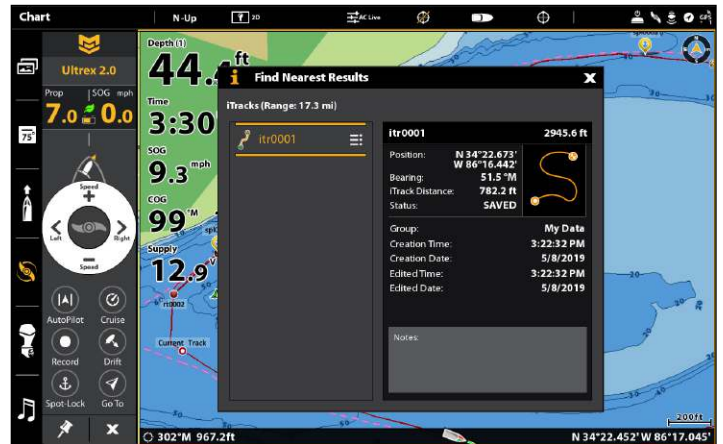 Chart
N-Up
2D
AC Live
GPS
Ultrex 2.0
Prop
SOG mph
7.0
0.0
75°
Speed
+
Left
Right
Speed
AutoPilot
Cruise
Record
Drift
Spot-Lock
Go To
X
Depth (1)
44.4 ft
Time
3:30
SOG
9.3 mph
COG
99 °M
Supply
12.9 V
rt0002
Current Track
Find Nearest Results
X
iTracks (Range: 17.3 mi)
itr0001
itr0001 2945.6 ft
Position: N 34°22.673'
W 86°16.442'
Bearing: 51.5 °M
iTrack Distance: 782.2 ft
Status: SAVED
Group: My Data
Creation Time: 3:22:32 PM
Creation Date: 5/8/2019
Edited Time: 3:22:32 PM
Edited Date: 5/8/2019
Notes:
20
20
200ft
302°M 967.2ft
N 34°22.452' W 86°17.045'